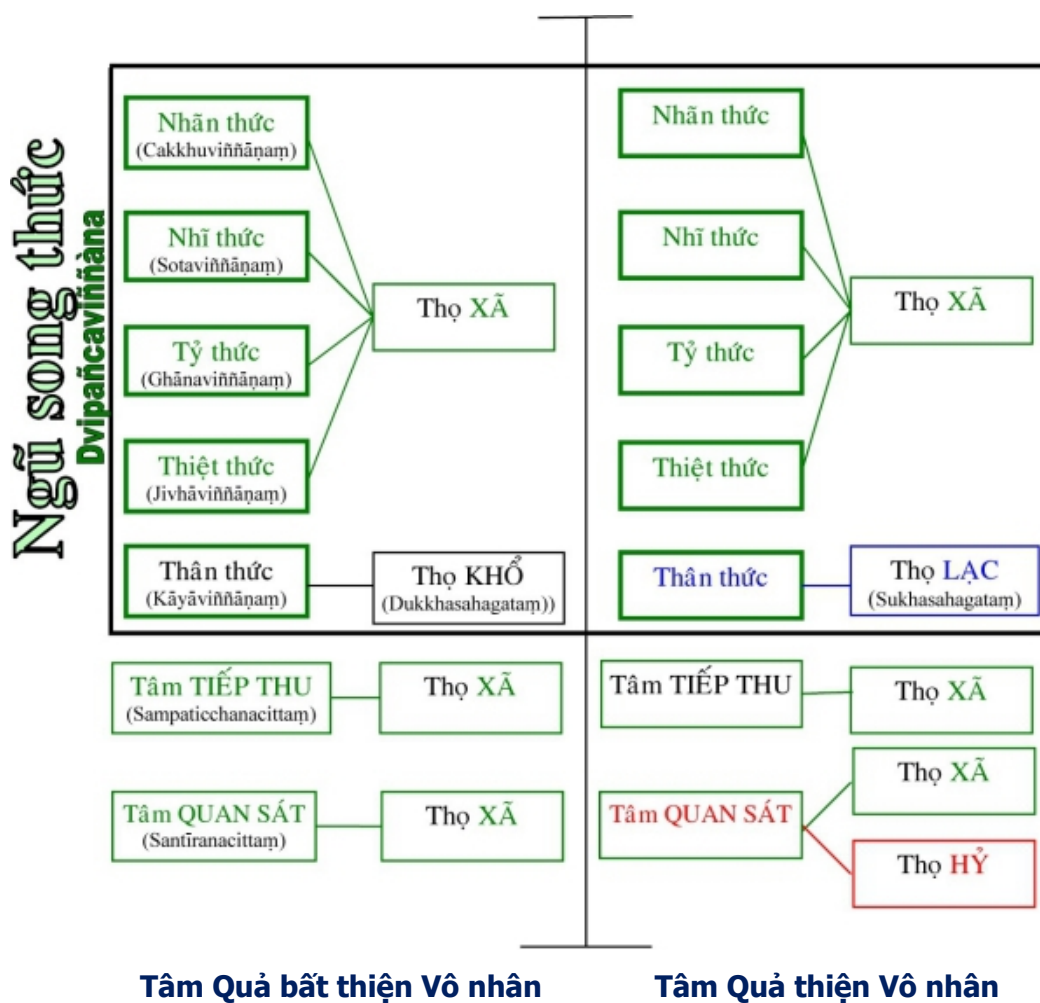 Ngũ song thức
Dvipañcaviññàna
Nhãn thức
(Cakkhuviññāṇaṃ)
Nhĩ thức
(Sotaviññāṇaṃ)
Tỷ thức
(Ghānaviññāṇaṃ)
Thiệt thức
(Jivhāviññāṇaṃ)
Thọ XÃ
Thân thức
(Kāyāviññāṇaṃ)
Thọ KHỔ
(Dukkhasahagataṃ))
Tâm TIẾP THU
(Sampaticchanacittaṃ)
Thọ XÃ
Tâm QUAN SÁT
(Santīranacittaṃ)
Thọ XÃ
Nhãn thức
Nhĩ thức
Tỷ thức
Thiệt thức
Thọ XÃ
Thân thức
Thọ LẠC
(Sukhasahagataṃ)
Tâm TIẾP THU
Thọ XÃ
Tâm QUAN SÁT
Thọ XÃ
Thọ HỶ
Tâm Quả bất thiện Vô nhân
Tâm Quả thiện Vô nhân